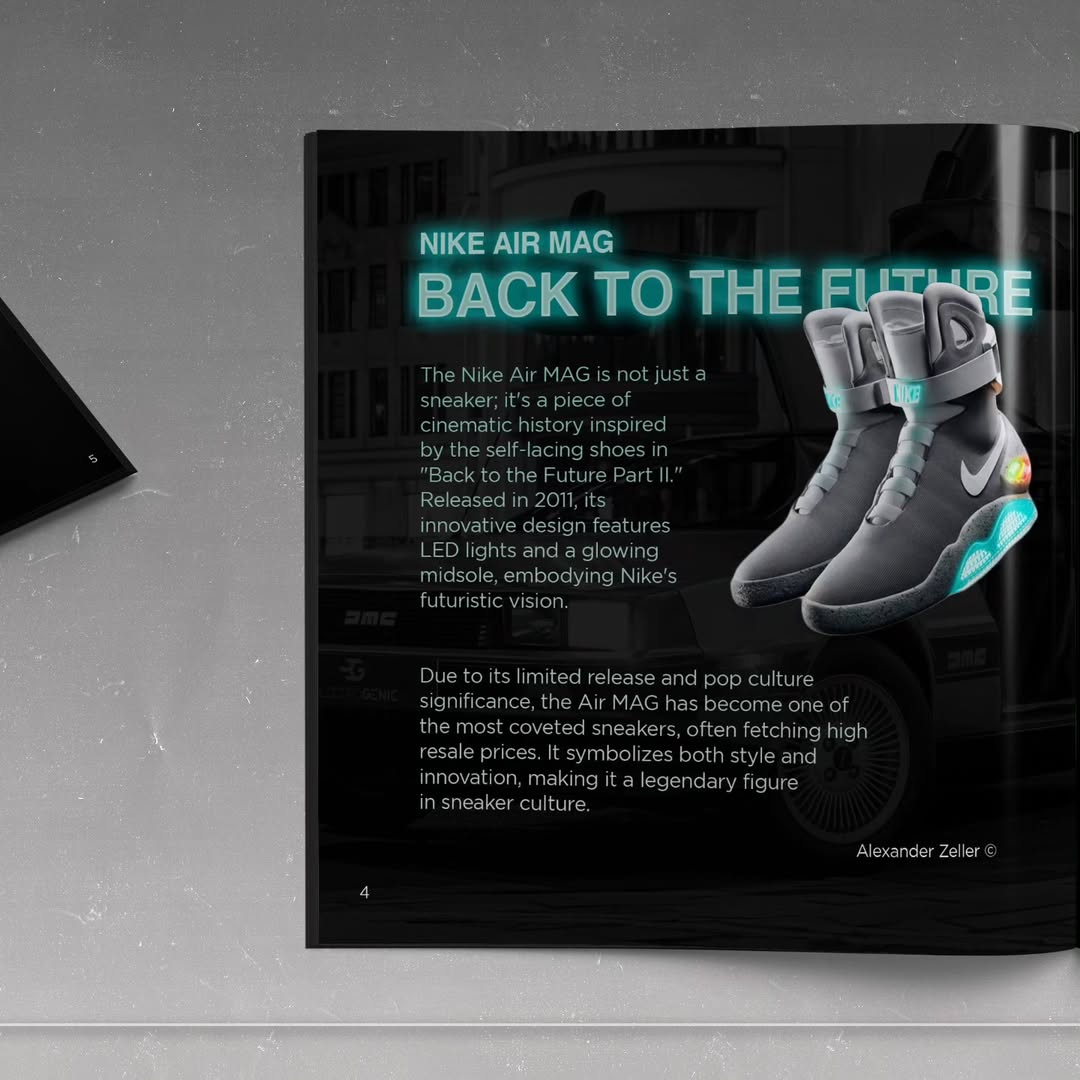 NIKE AIR MAG
BACK TO THE FUTURE
The Nike Air MAG is not just a
sneaker; it's a piece of
cinematic history inspired
by the self-lacing shoes in
"Back to the Future Part II."
Released in 2011, its
innovative design features
LED lights and a glowing
midsole, embodying Nike's
futuristic vision.
NIKE
DMC
DMC
Due to its limited release and pop culture
significance, the Air MAG has become one of
the most coveted sneakers, often fetching high
resale prices. It symbolizes both style and
innovation, making it a legendary figure
in sneaker culture.
Alexander Zeller ©
4
5